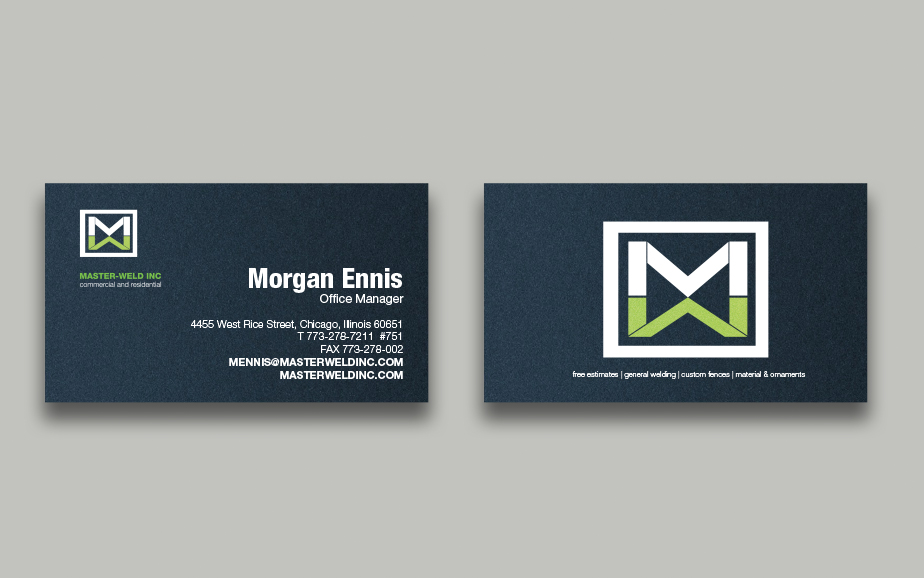 MASTER-WELD INC
commercial and residential
Morgan Ennis
Office Manager
4455 West Rice Street, Chicago, Illinois 60651
T 773-278-7211 #751
FAX 773-278-002
MENNIS@MASTERWELDINC.COM
MASTERWELDINC.COM
MW
free estimates | general welding | custom fences | material & ornaments